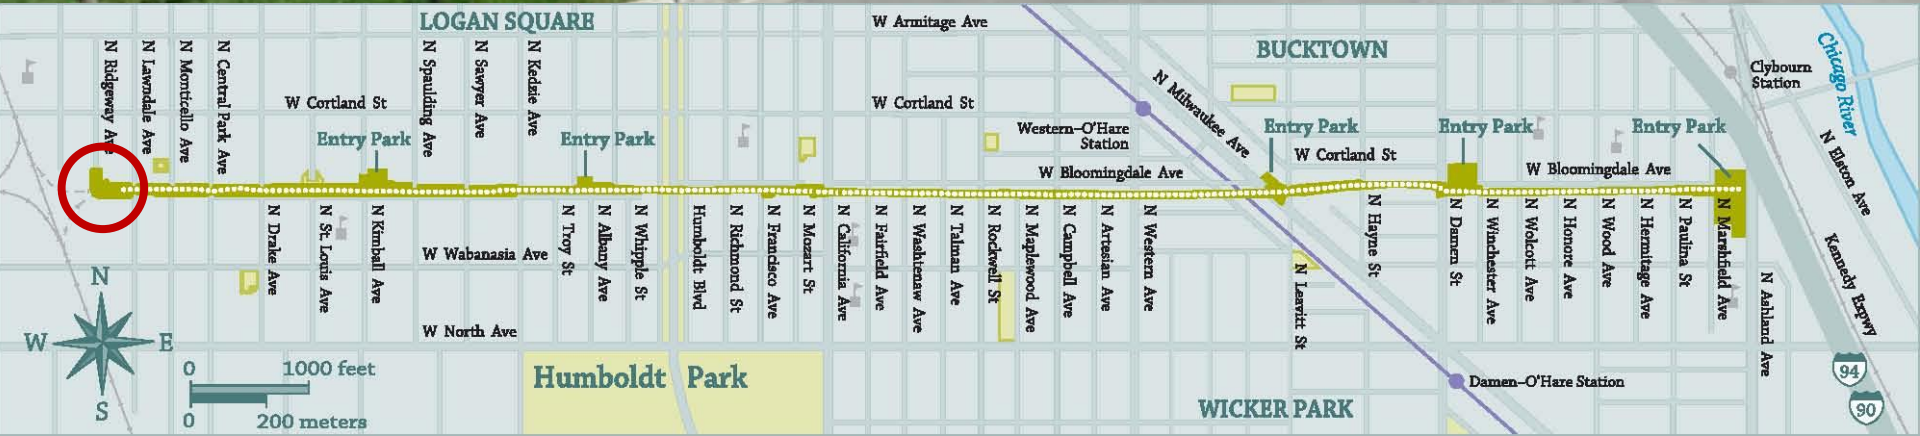 LOGAN SQUARE
W Armitage Ave
BUCKTOWN
Clybourn
Station
Chicago River
N Ridgeway Ave
N Lawndale Ave
N Monticello Ave
N Central Park Ave
N Spaulding Ave
N Sawyer Ave
N Kedzie Ave
W Cortland St
W Cortland St
N Milwaukee Ave
Entry Park
Entry Park
Western–O'Hare
Station
Entry Park
Entry Park
Entry Park
W Cortland St
N Elston Ave
W Bloomingdale Ave
W Bloomingdale Ave
N Drake Ave
N St. Louis Ave
N Kimball Ave
W Wabanasia Ave
N Troy St
N Albany Ave
N Whipple St
Humboldt Blvd
N Richmond St
N Francisco Ave
N Mozart St
N California Ave
N Fairfield Ave
N Washtenaw Ave
N Talman Ave
N Rockwell St
N Maplewood Ave
N Campbell Ave
N Artesian Ave
N Western Ave
N Leavitt St
N Hayne St
N Damen St
N Winchester Ave
N Wolcott Ave
N Honore Ave
N Wood Ave
N Hermitage Ave
N Paulina St
N Marshfield Ave
N Ashland Ave
Kennedy Expwy
N
W E
S
W North Ave
0 1000 feet
0 200 meters
Humboldt Park
WICKER PARK
Damen–O'Hare Station
94
90